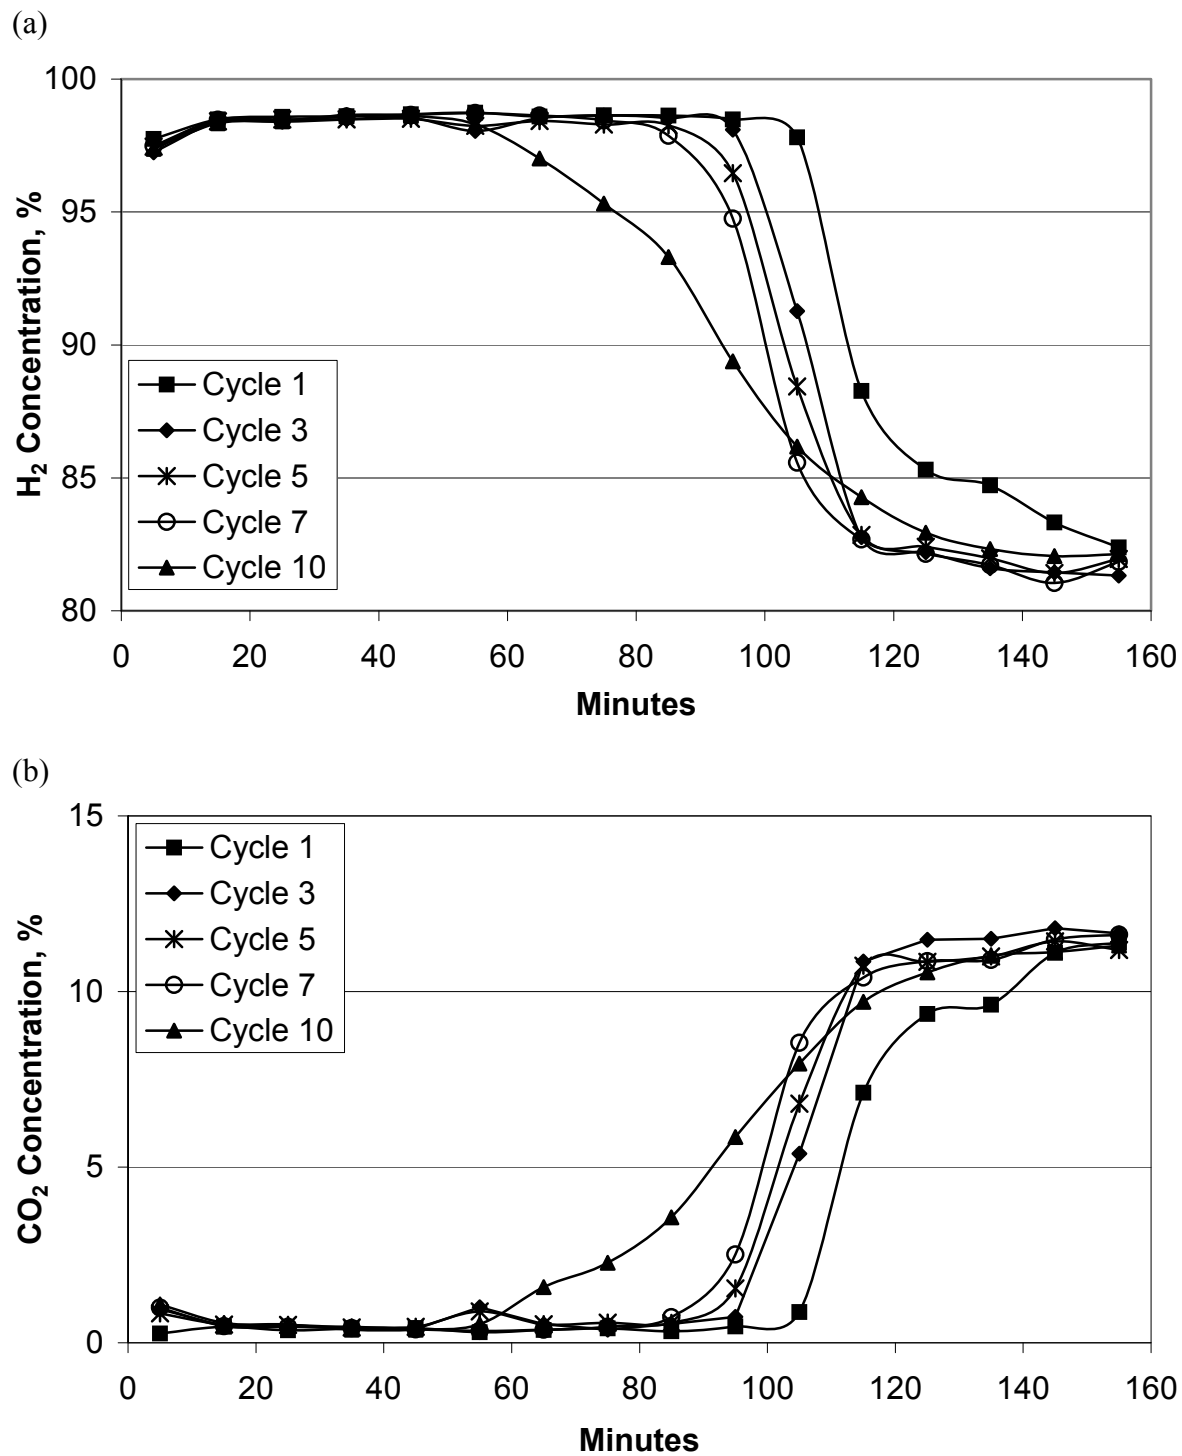 (a)
100
95
90
85
80
H₂ Concentration, %
Cycle 1
Cycle 3
Cycle 5
Cycle 7
Cycle 10
0 20 40 60 80 100 120 140 160
Minutes
(b)
15
10
5
0
CO₂ Concentration, %
Cycle 1
Cycle 3
Cycle 5
Cycle 7
Cycle 10
0 20 40 60 80 100 120 140 160
Minutes